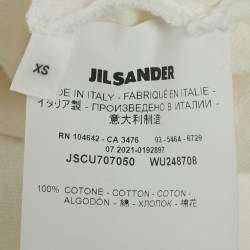 XS
JIL SANDER
MADE IN ITALY - FABRIQUÉ EN ITALIE -
イタリア製 - ПРОИЗВЕДЕНО В ИТАЛИИ
意大利制造
RN 104642 - CA 3476 03-5464-6729
07 2021-0192897
JSCU707050 WU248708
100% COTONE - COTTON - COTON -
ALGODÓN - 綿 - ХЛОПОК - 棉花